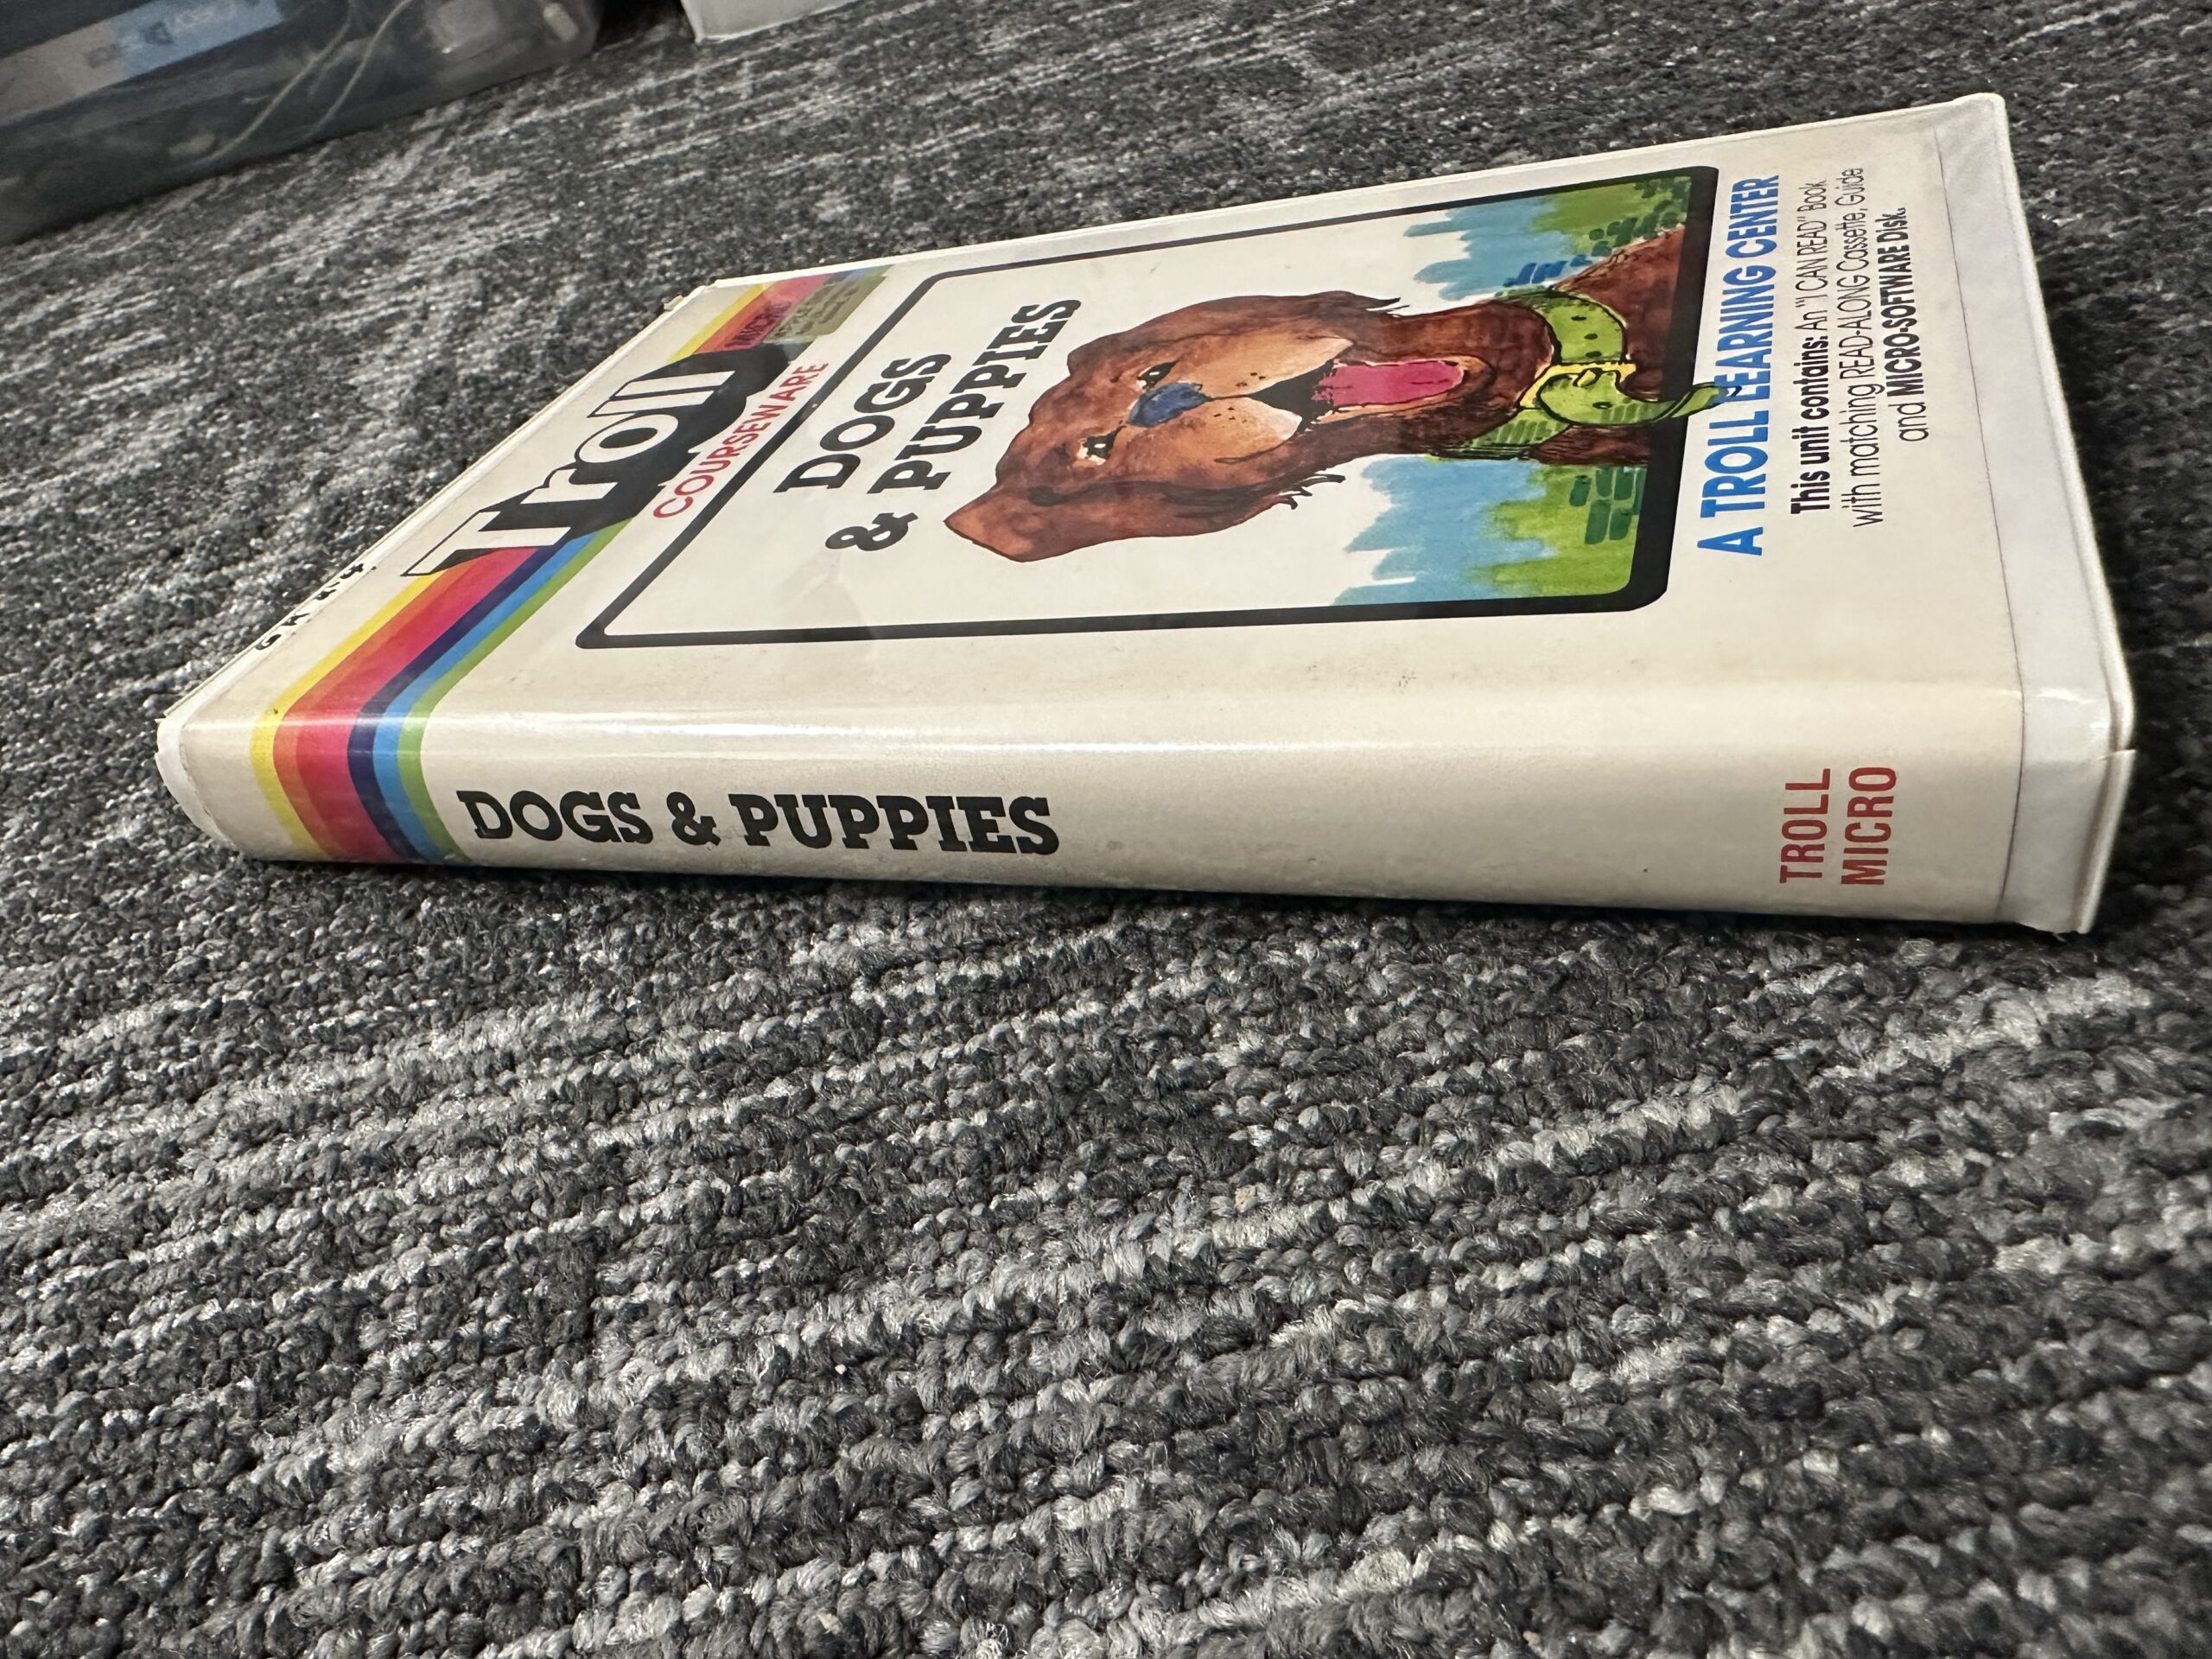 Troll
MICRO
COURSEWARE
DOGS
& PUPPIES
A TROLL LEARNING CENTER
This unit contains: An "I CAN READ" Book
with matching READ-ALONG Cassette, Guide
and MICRO-SOFTWARE Disk.
DOGS & PUPPIES
TROLL
MICRO